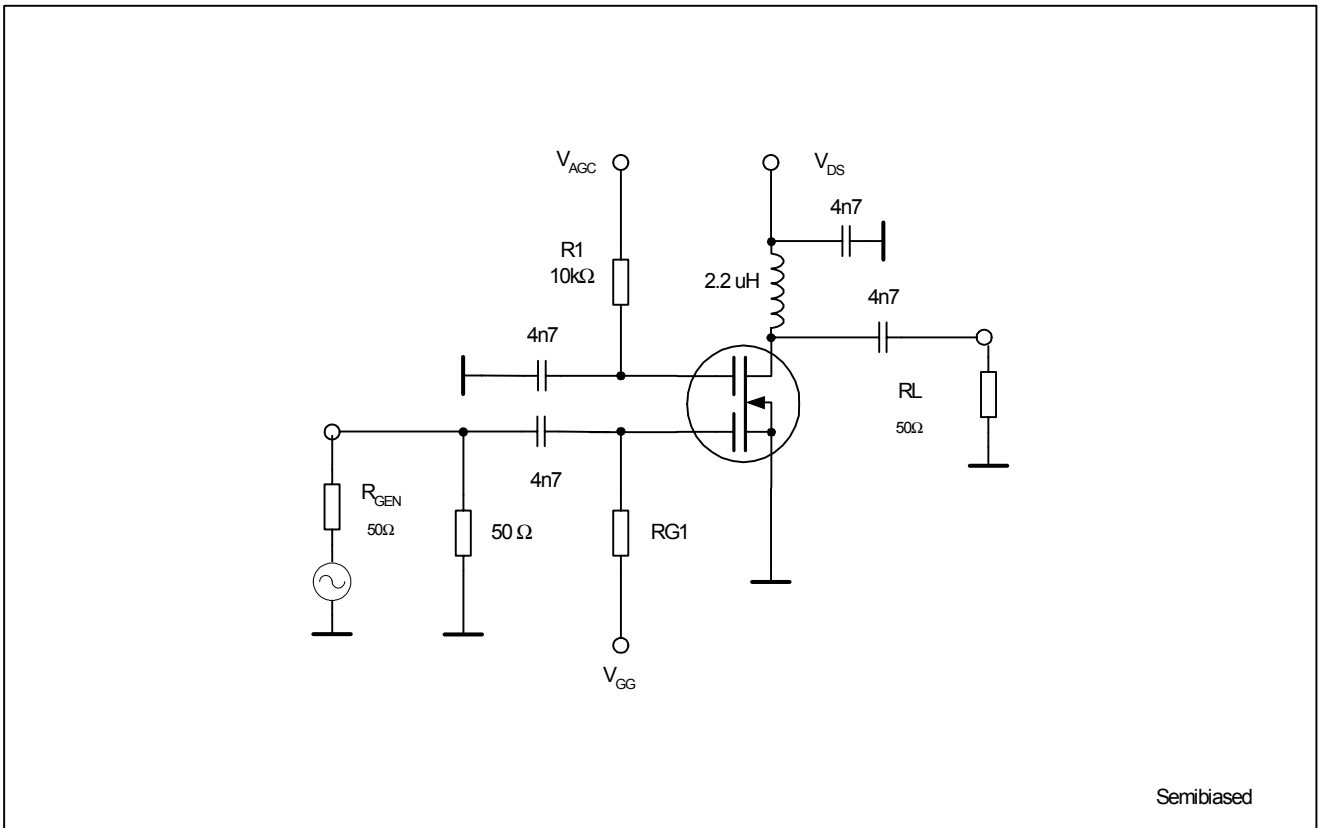 V_AGC
V_DS
4n7
R1
10kΩ
2.2 uH
4n7
4n7
RL
50Ω
4n7
R_GEN
50Ω
50 Ω
RG1
V_GG
Semibiased